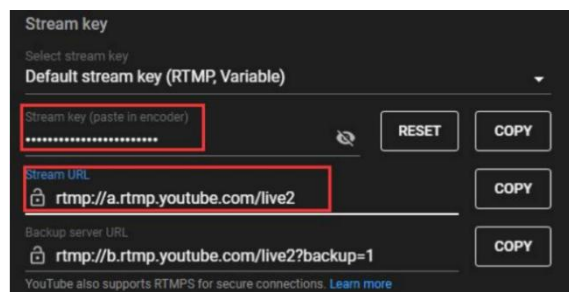 Stream key
Select stream key
Default stream key (RTMP, Variable)
Stream key (paste in encoder)
••••••••••••••••••••••••
RESET
COPY
Stream URL
rtmp://a.rtmp.youtube.com/live2
COPY
Backup server URL
rtmp://b.rtmp.youtube.com/live2?backup=1
COPY
YouTube also supports RTMPS for secure connections. Learn more